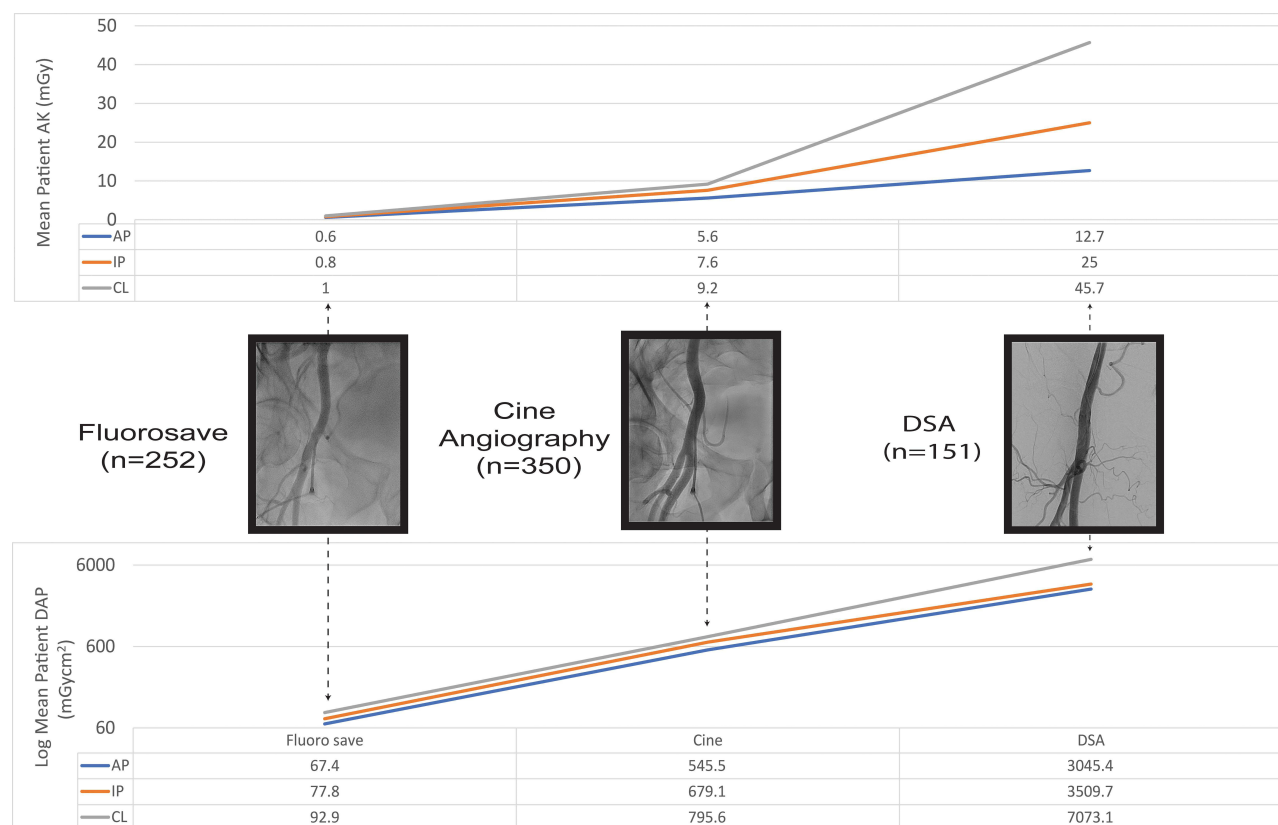 50
40
30
20
10
0
Mean Patient AK (mGy)
AP 0.6 5.6 12.7
IP 0.8 7.6 25
CL 1 9.2 45.7
Fluorosave
(n=252)
Cine
Angiography
(n=350)
DSA
(n=151)
6000
600
60
Log Mean Patient DAP
(mGycm²)
Fluoro save Cine DSA
AP 67.4 545.5 3045.4
IP 77.8 679.1 3509.7
CL 92.9 795.6 7073.1